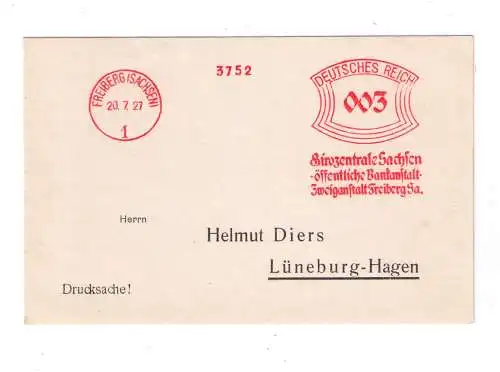 FREIBERG (SACHSEN)
20. 7. 27
1
3752
DEUTSCHES REICH
003
Girozentrale Sachsen
-öffentliche Bankanstalt-
Zweiganstalt Freiberg Sa.
Herrn
Helmut Diers
Lüneburg-Hagen
Drucksache!